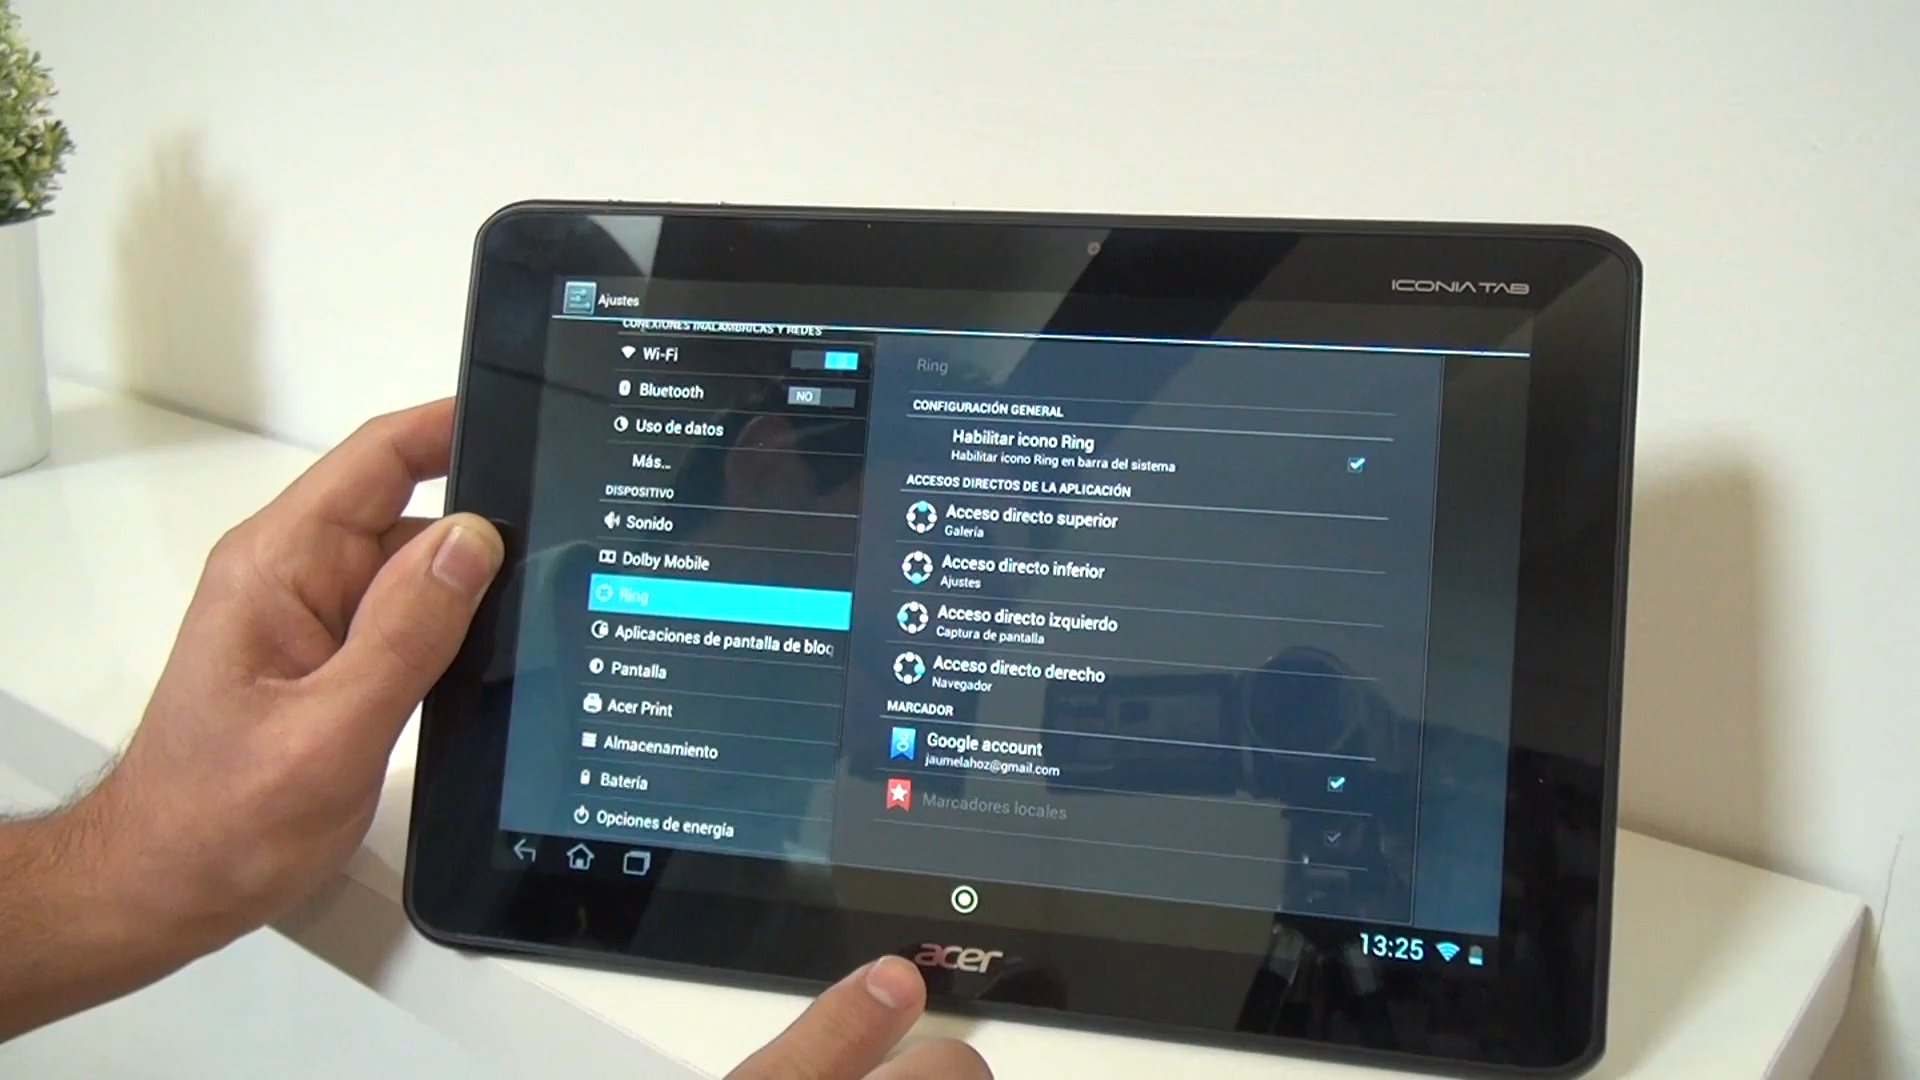 ICONIA TAB
Ajustes
CONEXIONES INALÁMBRICAS Y REDES
Wi-Fi
Bluetooth
NO
Uso de datos
Más...
DISPOSITIVO
Sonido
Dolby Mobile
Ring
Aplicaciones de pantalla de bloq
Pantalla
Acer Print
Almacenamiento
Batería
Opciones de energía
Ring
CONFIGURACIÓN GENERAL
Habilitar icono Ring
Habilitar icono Ring en barra del sistema
ACCESOS DIRECTOS DE LA APLICACIÓN
Acceso directo superior
Galería
Acceso directo inferior
Ajustes
Acceso directo izquierdo
Captura de pantalla
Acceso directo derecho
Navegador
MARCADOR
Google account
jaumelahoz@gmail.com
Marcadores locales
13:25
acer